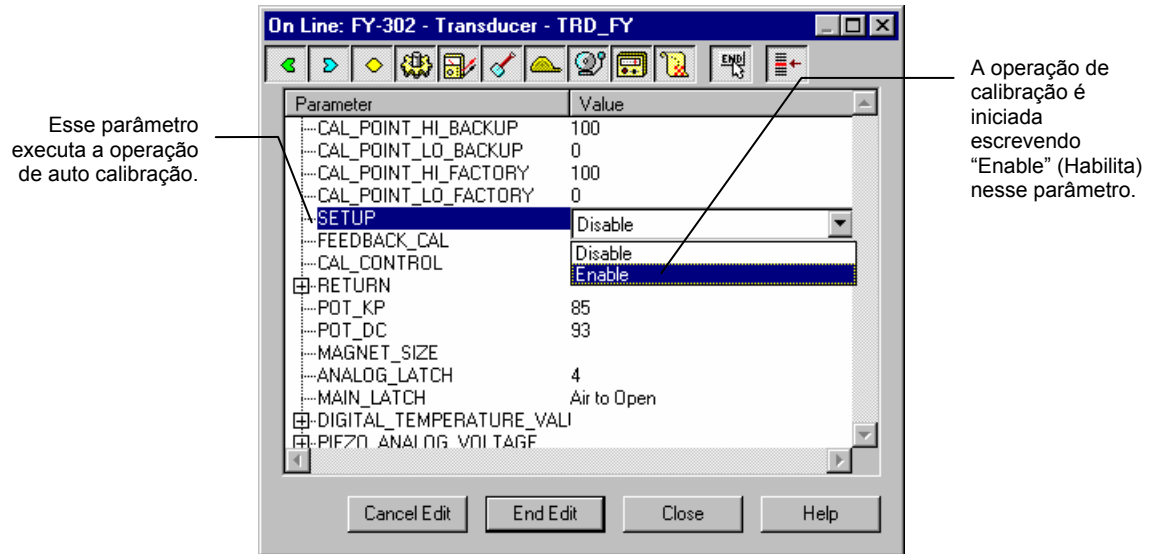 On Line: FY-302 - Transducer - TRD_FY
END
Parameter Value
CAL_POINT_HI_BACKUP 100
CAL_POINT_LO_BACKUP 0
CAL_POINT_HI_FACTORY 100
CAL_POINT_LO_FACTORY 0
SETUP Disable
FEEDBACK_CAL Disable
CAL_CONTROL Enable
RETURN
POT_KP 85
POT_DC 93
MAGNET_SIZE
ANALOG_LATCH 4
MAIN_LATCH Air to Open
DIGITAL_TEMPERATURE_VALU
PIEZO_ANALOG_VOLTAGE
Cancel Edit End Edit Close Help
Esse parâmetro
executa a operação
de auto calibração.
A operação de
calibração é
iniciada
escrevendo
“Enable” (Habilita)
nesse parâmetro.